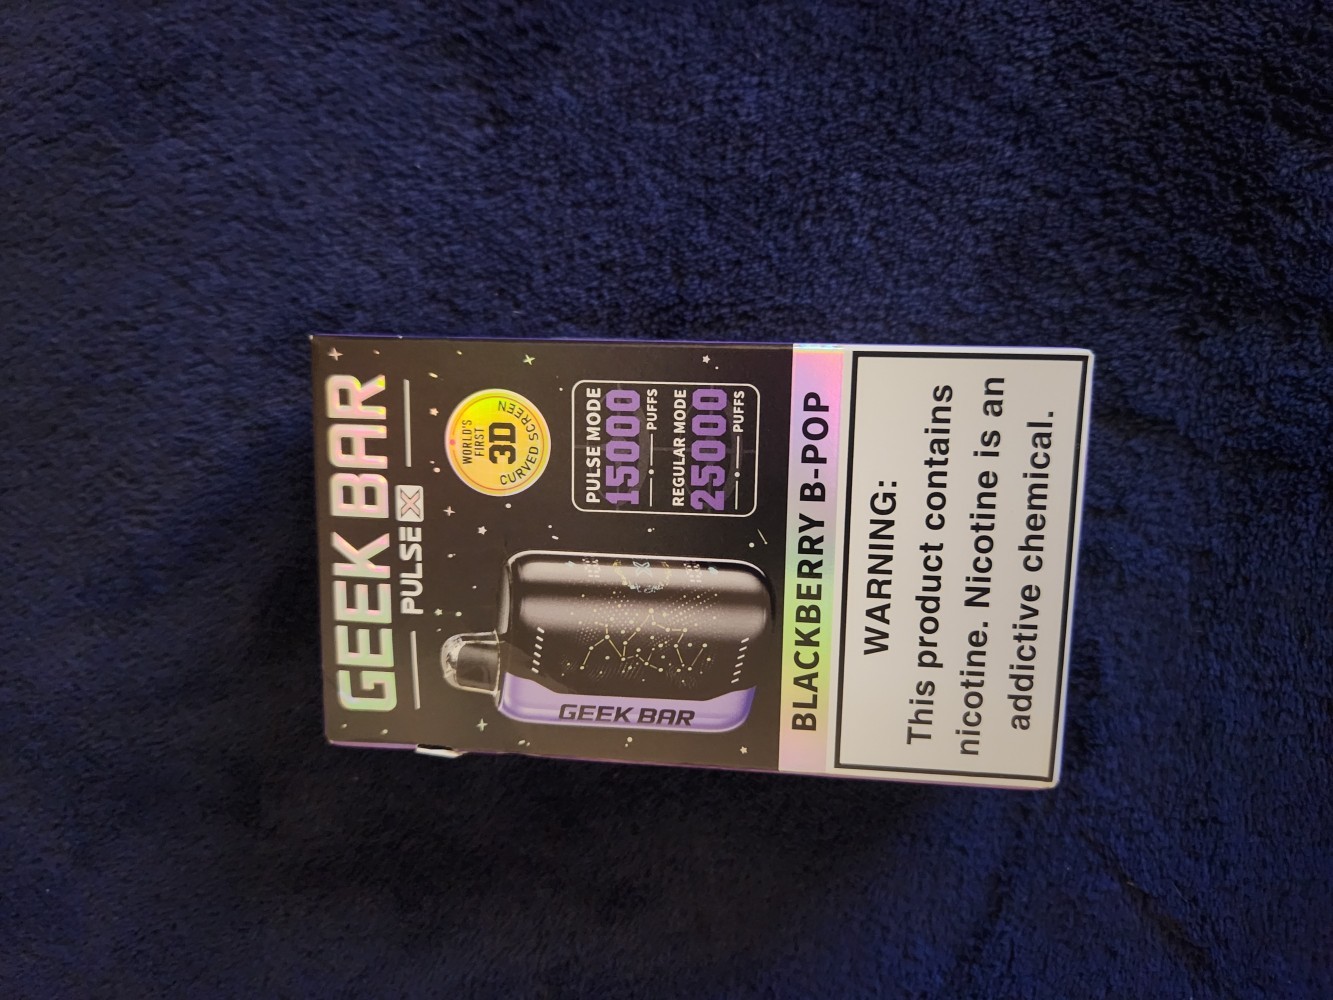 GEEK BAR
PULSE X
WORLD'S
FIRST
3D
CURVED SCREEN
PULSE MODE
15000
PUFFS
REGULAR MODE
25000
PUFFS
GEEK BAR
BLACKBERRY B-POP
WARNING:
This product contains
nicotine. Nicotine is an
addictive chemical.